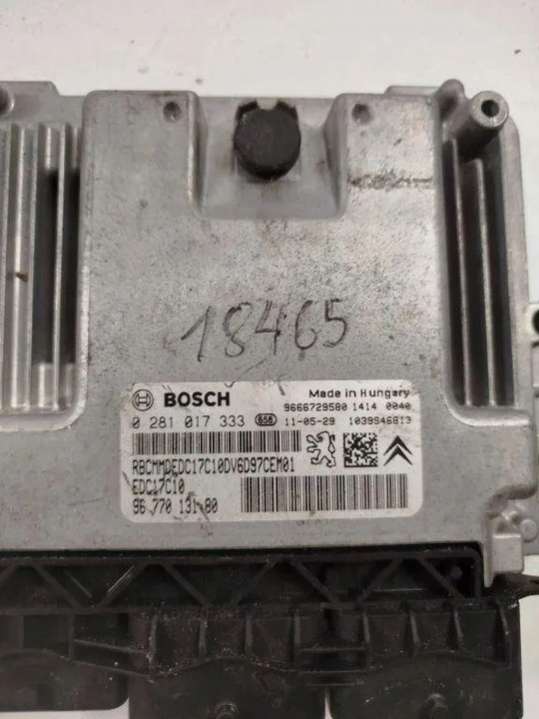 18465
BOSCH
Made in Hungary
9666729580 1414 0040
0 281 017 333 658 11-05-29 1039S46813
RBCMMDEDC17C10DV6D97CEM01
EDC17C10
96 770 131 80